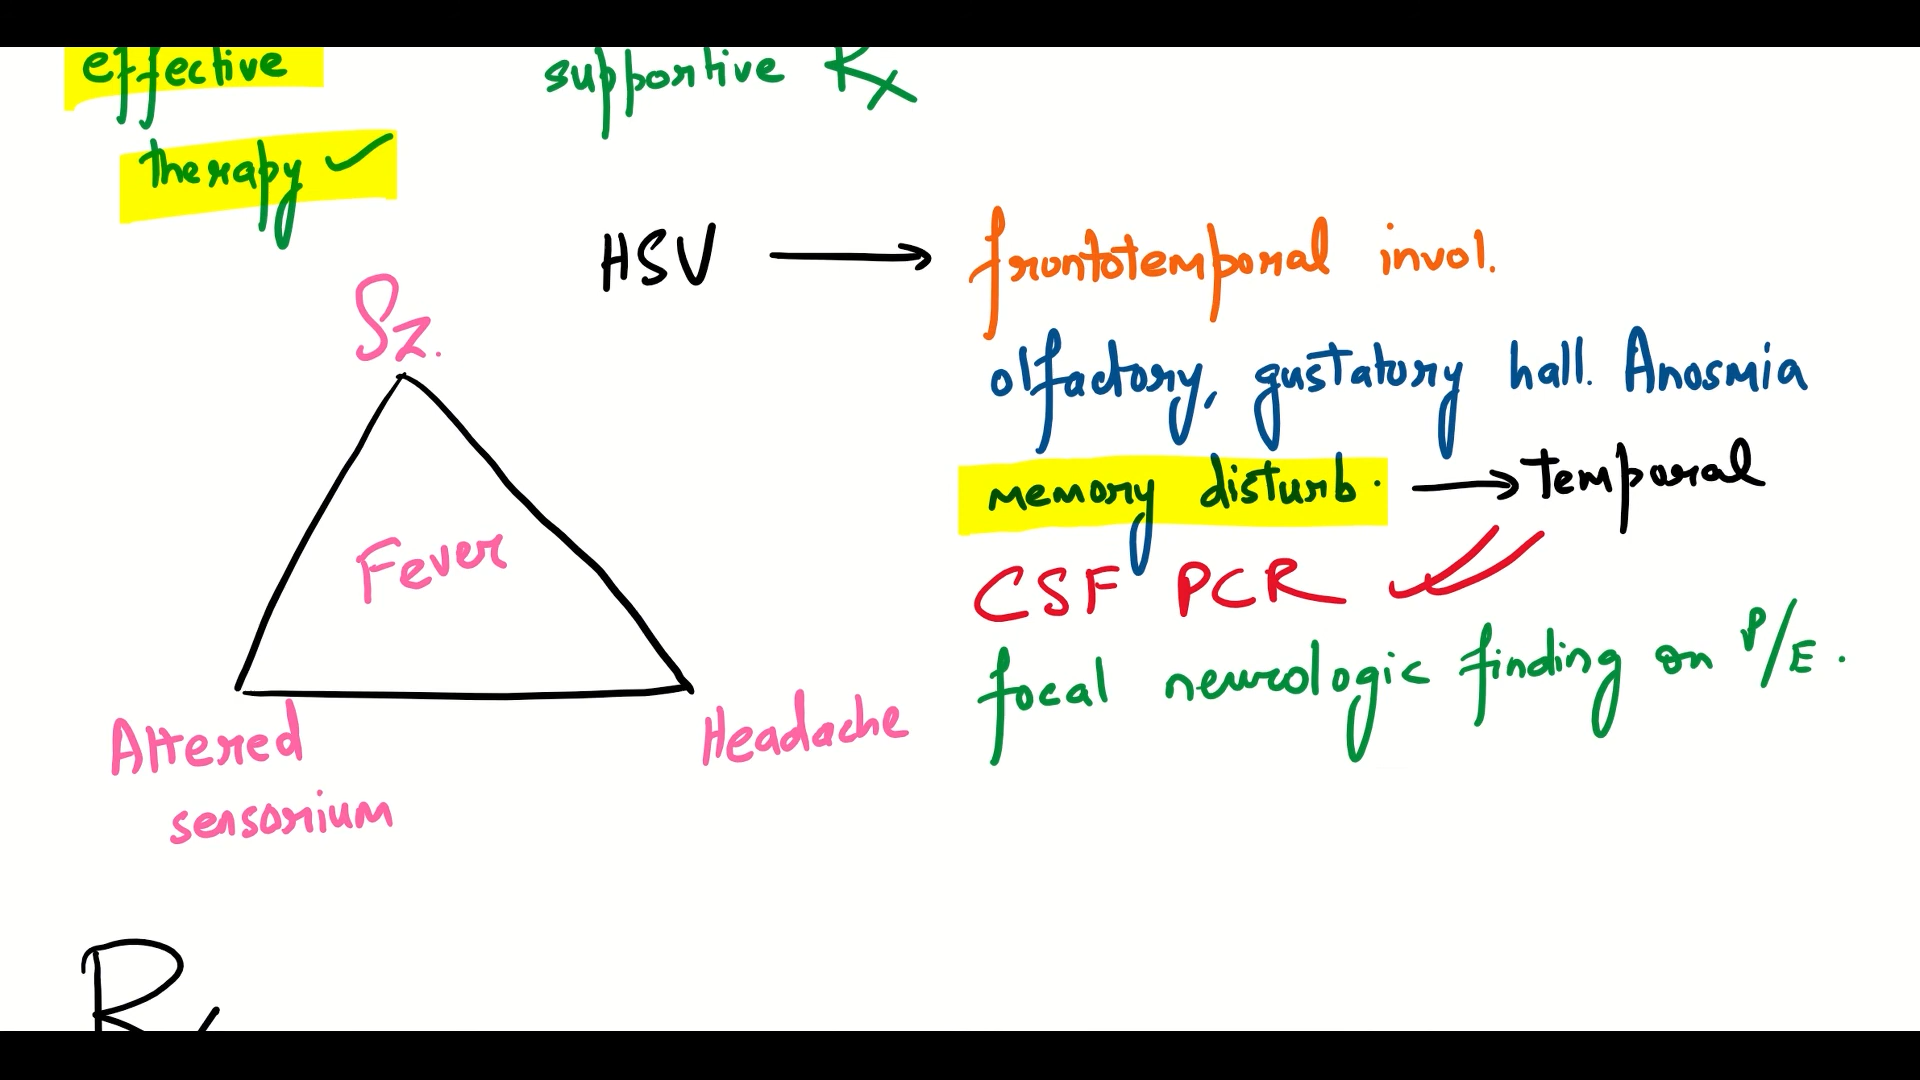 effective supportive Rx
therapy ✓
HSV → frontotemporal invol.
Sz.
olfactory, gustatory hall. Anosmia
memory disturb. → temporal
Fever
CSF PCR ✓
focal neurologic finding on P/E.
Altered
sensorium
Headache
Rx